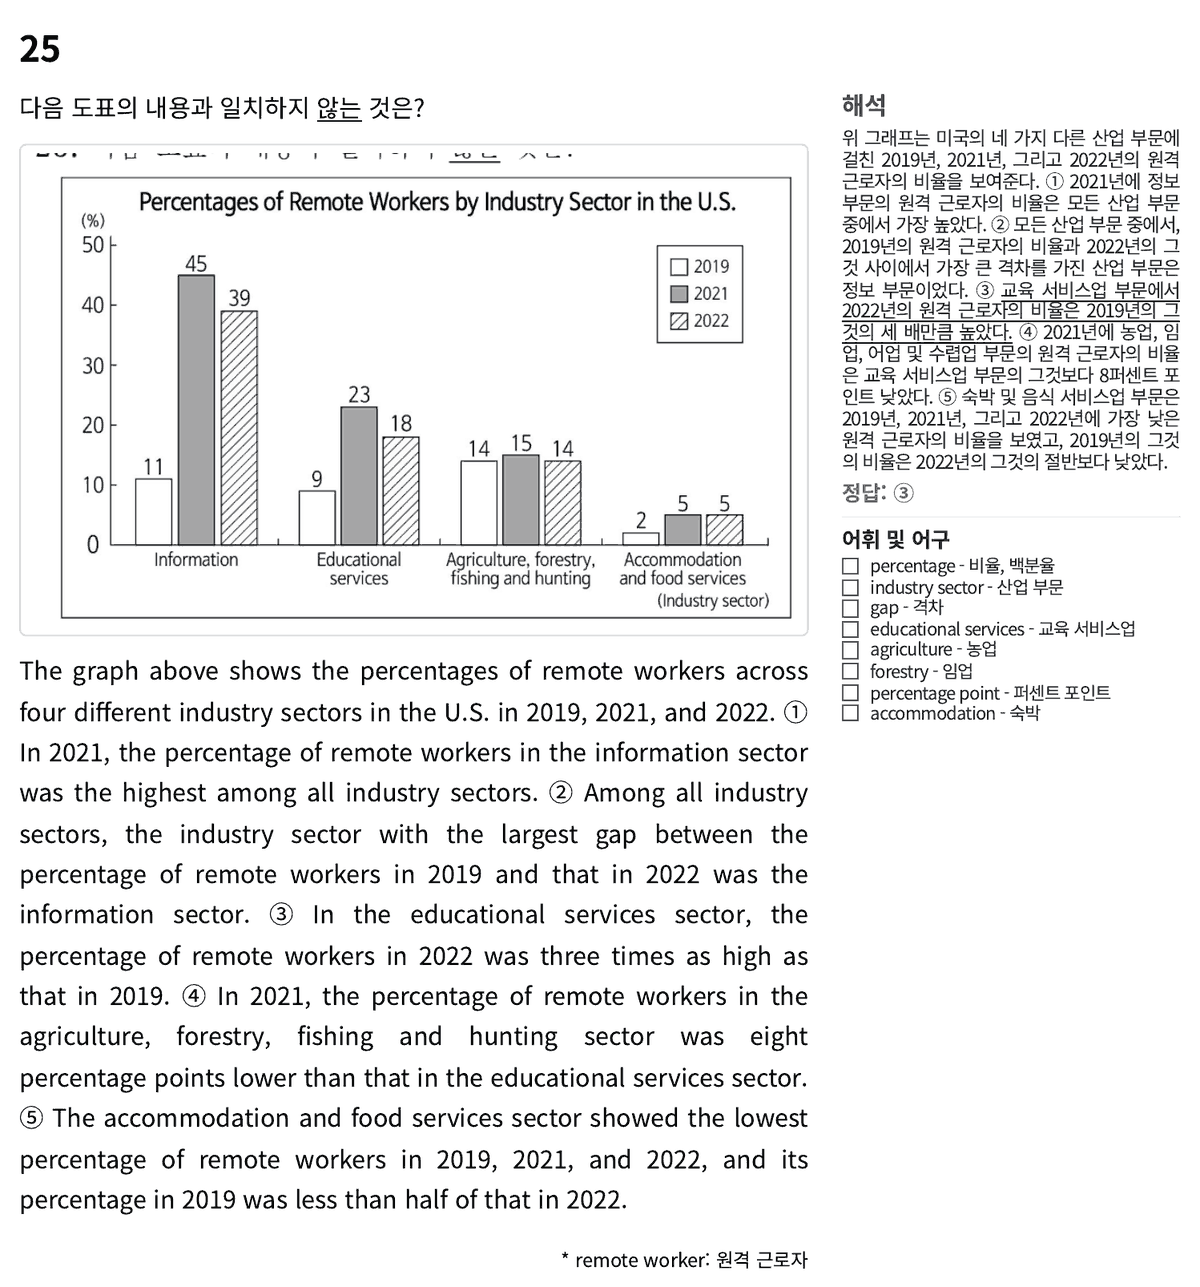 25
다음 도표의 내용과 일치하지 않는 것은?
Percentages of Remote Workers by Industry Sector in the U.S.
(%)
50
40
30
20
10
0
2019
2021
2022
11 45 39
9 23 18
14 15 14
2 5 5
Information
Educational
services
Agriculture, forestry,
fishing and hunting
Accommodation
and food services
(Industry sector)
The graph above shows the percentages of remote workers across
four different industry sectors in the U.S. in 2019, 2021, and 2022. ①
In 2021, the percentage of remote workers in the information sector
was the highest among all industry sectors. ② Among all industry
sectors, the industry sector with the largest gap between the
percentage of remote workers in 2019 and that in 2022 was the
information sector. ③ In the educational services sector, the
percentage of remote workers in 2022 was three times as high as
that in 2019. ④ In 2021, the percentage of remote workers in the
agriculture, forestry, fishing and hunting sector was eight
percentage points lower than that in the educational services sector.
⑤ The accommodation and food services sector showed the lowest
percentage of remote workers in 2019, 2021, and 2022, and its
percentage in 2019 was less than half of that in 2022.
* remote worker: 원격 근로자
해석
위 그래프는 미국의 네 가지 다른 산업 부문에
걸친 2019년, 2021년, 그리고 2022년의 원격
근로자의 비율을 보여준다. ① 2021년에 정보
부문의 원격 근로자의 비율은 모든 산업 부문
중에서 가장 높았다. ② 모든 산업 부문 중에서,
2019년의 원격 근로자의 비율과 2022년의 그
것 사이에서 가장 큰 격차를 가진 산업 부문은
정보 부문이었다. ③ 교육 서비스업 부문에서
2022년의 원격 근로자의 비율은 2019년의 그
것의 세 배만큼 높았다. ④ 2021년에 농업, 임
업, 어업 및 수렵업 부문의 원격 근로자의 비율
은 교육 서비스업 부문의 그것보다 8퍼센트 포
인트 낮았다. ⑤ 숙박 및 음식 서비스업 부문은
2019년, 2021년, 그리고 2022년에 가장 낮은
원격 근로자의 비율을 보였고, 2019년의 그것
의 비율은 2022년의 그것의 절반보다 낮았다.
정답: ③
어휘 및 어구
percentage - 비율, 백분율
industry sector - 산업 부문
gap - 격차
educational services - 교육 서비스업
agriculture - 농업
forestry - 임업
percentage point - 퍼센트 포인트
accommodation - 숙박